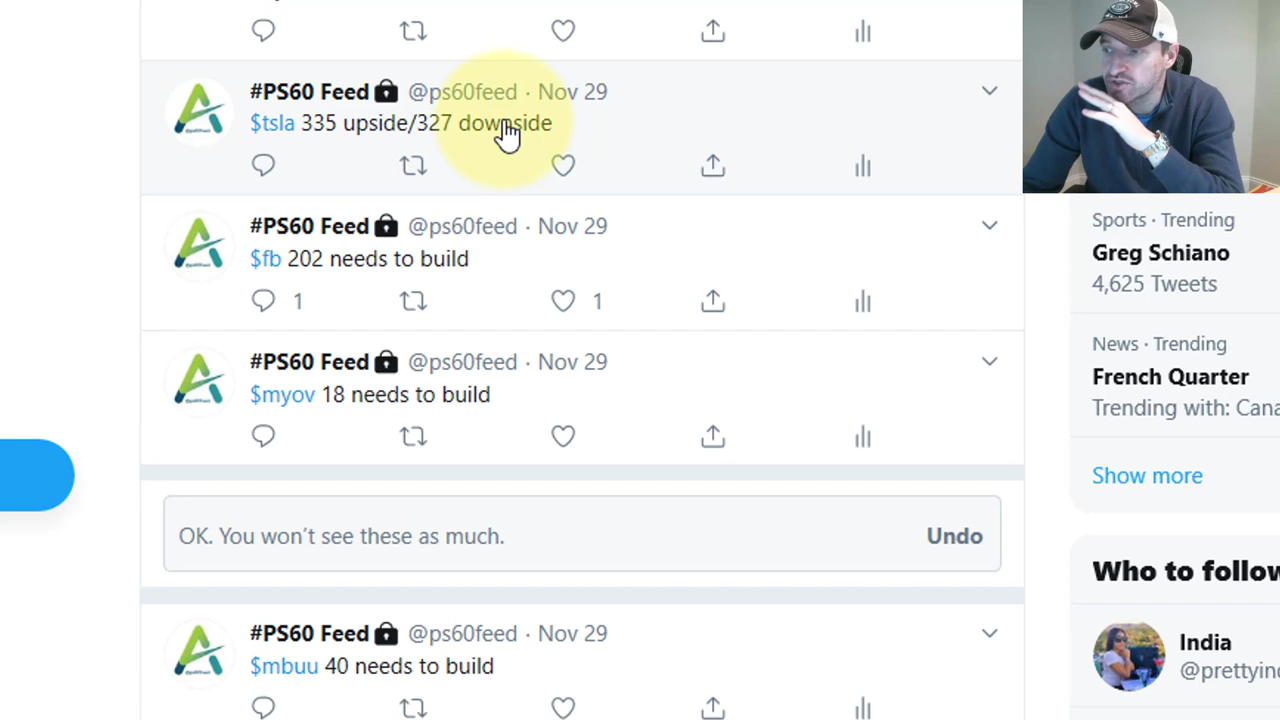 #PS60 Feed @ps60feed · Nov 29
$tsla 335 upside/327 downside
#PS60 Feed @ps60feed · Nov 29
$fb 202 needs to build
1 1
#PS60 Feed @ps60feed · Nov 29
$myov 18 needs to build
OK. You won't see these as much. Undo
#PS60 Feed @ps60feed · Nov 29
$mbuu 40 needs to build
Sports · Trending
Greg Schiano
4,625 Tweets
News · Trending
French Quarter
Trending with: Cana
Show more
Who to follow
India
@prettyind